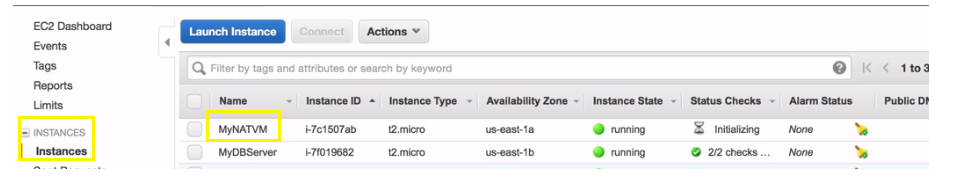 EC2 Dashboard
Events
Tags
Reports
Limits
INSTANCES
Instances
Launch Instance Connect Actions
Filter by tags and attributes or search by keyword 1 to 3
Name Instance ID Instance Type Availability Zone Instance State Status Checks Alarm Status Public DN
MyNATVM i-7c1507ab t2.micro us-east-1a running Initializing None
MyDBServer i-7f019682 t2.micro us-east-1b running 2/2 checks ... None